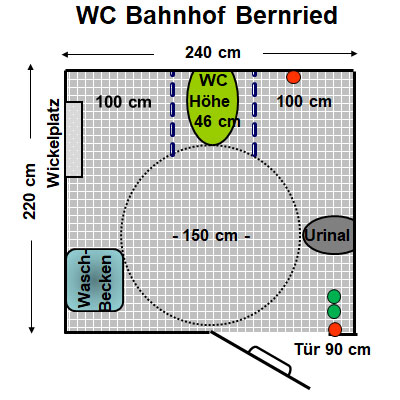 WC Bahnhof Bernried
240 cm
WC
100 cm
Höhe
100 cm
46 cm
Wickelplatz
220 cm
- 150 cm -
Urinal
Wasch-
Becken
Tür 90 cm